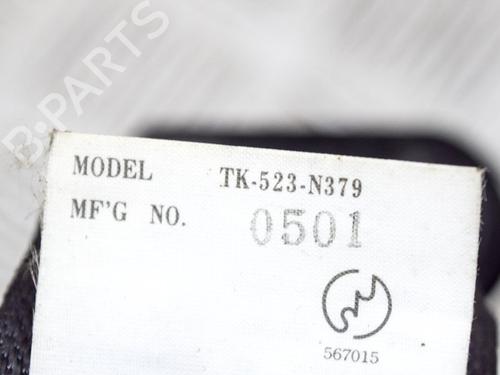 B-PARTS
MODEL TK-523-N379
MF'G NO. 0501
567015